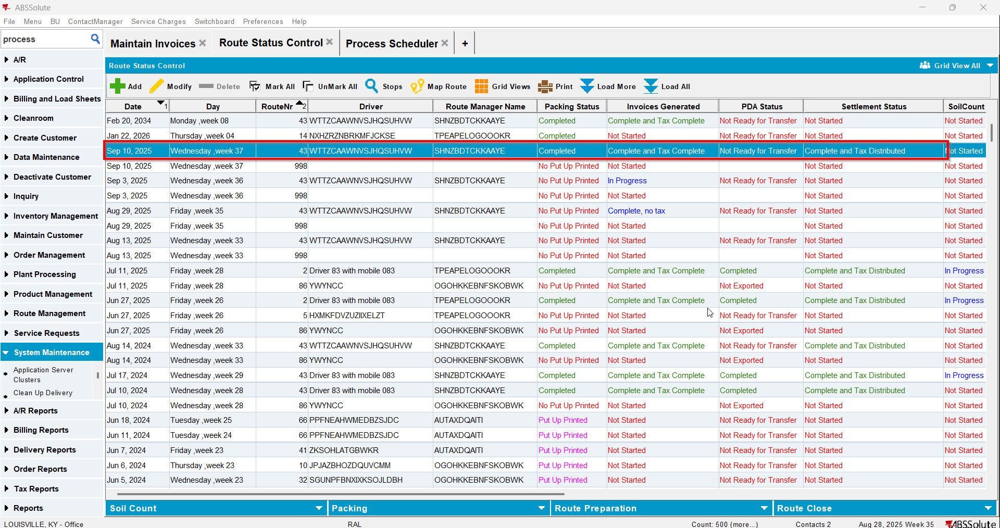 ABSSolute
File Menu BU ContactManager Service Charges Switchboard Preferences Help
process
Maintain Invoices Route Status Control Process Scheduler +
Route Status Control Grid View All
Add Modify Delete Mark All UnMark All Stops Map Route Grid Views Print Load More Load All
Date 1 Day RouteNr 2 Driver Route Manager Name Packing Status Invoices Generated PDA Status Settlement Status SoilCount
Feb 20, 2034 Monday ,week 08 43 WTTZCAAWNVSJHQSUHVW SHNZBDTCKKAAYE Completed Complete and Tax Complete Not Ready for Transfer Not Started Not Started
Jan 22, 2026 Thursday ,week 04 14 NXHZRZNBRKMFJCKSE TPEAPELOGOOOKR Completed Not Started Not Ready for Transfer Not Started Not Started
Sep 10, 2025 Wednesday ,week 37 43 WTTZCAAWNVSJHQSUHVW SHNZBDTCKKAAYE Completed Complete and Tax Complete Not Ready for Transfer Complete and Tax Distributed Not Started
Sep 10, 2025 Wednesday ,week 37 998 No Put Up Printed Not Started Not Started Not Started
Sep 3, 2025 Wednesday ,week 36 43 WTTZCAAWNVSJHQSUHVW SHNZBDTCKKAAYE No Put Up Printed In Progress Not Ready for Transfer Not Started Not Started
Sep 3, 2025 Wednesday ,week 36 998 No Put Up Printed Not Started Not Started Not Started
Aug 29, 2025 Friday ,week 35 43 WTTZCAAWNVSJHQSUHVW SHNZBDTCKKAAYE No Put Up Printed Complete, no tax Not Ready for Transfer Not Started Not Started
Aug 29, 2025 Friday ,week 35 998 No Put Up Printed Not Started Not Started Not Started
Aug 13, 2025 Wednesday ,week 33 43 WTTZCAAWNVSJHQSUHVW SHNZBDTCKKAAYE No Put Up Printed Not Started Not Ready for Transfer Not Started Not Started
Aug 13, 2025 Wednesday ,week 33 998 No Put Up Printed Not Started Not Started Not Started
Jul 11, 2025 Friday ,week 28 2 Driver 83 with mobile 083 TPEAPELOGOOOKR Completed Complete and Tax Complete Completed Complete and Tax Distributed In Progress
Jul 11, 2025 Friday ,week 28 86 YWYNCC OGOHKKEBNFSKOBWK No Put Up Printed Not Started Not Exported Not Started Not Started
Jun 27, 2025 Friday ,week 26 2 Driver 83 with mobile 083 TPEAPELOGOOOKR Completed Complete and Tax Complete Completed Complete and Tax Distributed In Progress
Jun 27, 2025 Friday ,week 26 5 HXMKFDVZUZIIXELZT TPEAPELOGOOOKR No Put Up Printed Not Started Not Ready for Transfer Not Started Not Started
Jun 27, 2025 Friday ,week 26 86 YWYNCC OGOHKKEBNFSKOBWK No Put Up Printed Not Started Not Exported Not Started Not Started
Aug 14, 2024 Wednesday ,week 33 43 WTTZCAAWNVSJHQSUHVW SHNZBDTCKKAAYE Completed Complete and Tax Complete Not Ready for Transfer Complete and Tax Distributed Not Started
Aug 14, 2024 Wednesday ,week 33 86 YWYNCC OGOHKKEBNFSKOBWK No Put Up Printed Not Started Not Exported Not Started Not Started
Jul 17, 2024 Wednesday ,week 29 43 Driver 83 with mobile 083 SHNZBDTCKKAAYE Completed Complete and Tax Complete Completed Complete and Tax Distributed In Progress
Jul 10, 2024 Wednesday ,week 28 43 Driver 83 with mobile 083 SHNZBDTCKKAAYE Completed Complete and Tax Complete Completed Complete and Tax Distributed Not Started
Jul 10, 2024 Wednesday ,week 28 86 YWYNCC OGOHKKEBNFSKOBWK No Put Up Printed Not Started Not Exported Not Started Not Started
Jun 18, 2024 Tuesday ,week 25 66 PPFNEAHWMEDBZSJDC AUTAXDQAITI Put Up Printed Not Started Not Ready for Transfer Not Started Not Started
Jun 11, 2024 Tuesday ,week 24 66 PPFNEAHWMEDBZSJDC AUTAXDQAITI Put Up Printed Not Started Not Ready for Transfer Not Started Not Started
Jun 7, 2024 Friday ,week 23 41 ZKSOHLATGBWKR AUTAXDQAITI Put Up Printed Not Started Not Ready for Transfer Not Started Not Started
Jun 6, 2024 Thursday ,week 23 10 JPJAZBHOZDQUVCMM OGOHKKEBNFSKOBWK Put Up Printed Not Started Not Ready for Transfer Not Started Not Started
Jun 5, 2024 Wednesday ,week 23 32 SGUNPFBNXIXKSOJLDBH OGOHKKEBNFSKOBWK Put Up Printed Not Started Not Ready for Transfer Not Started Not Started
A/R
Application Control
Billing and Load Sheets
Cleanroom
Create Customer
Data Maintenance
Deactivate Customer
Inquiry
Inventory Management
Maintain Customer
Order Management
Plant Processing
Product Management
Route Management
Service Requests
System Maintenance
Application Server
Clusters
Clean Up Delivery
A/R Reports
Billing Reports
Delivery Reports
Order Reports
Tax Reports
Reports
Soil Count Packing Route Preparation Route Close
LOUISVILLE, KY - Office RAL Count: 500 (more...) Contacts 2 Aug 28, 2025 Week 35 ABSSolute